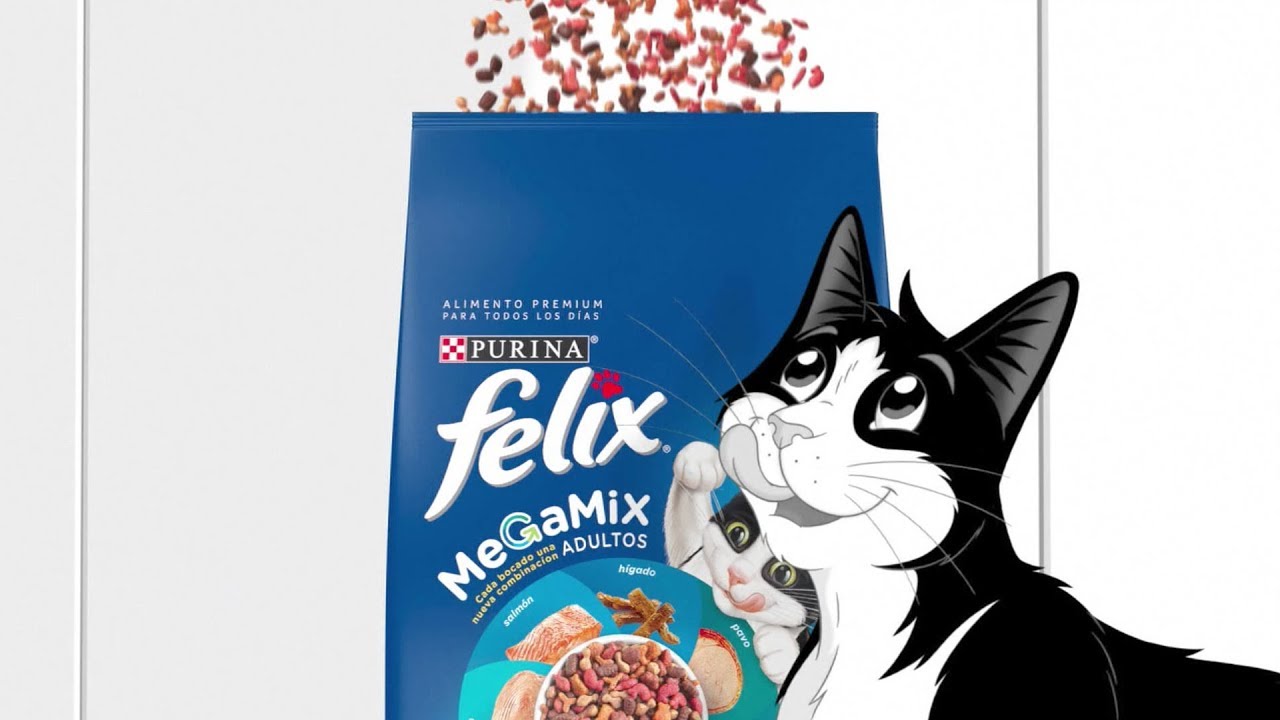 ALIMENTO PREMIUM
PARA TODOS LOS DÍAS
PURINA®
felix®
MeGaMiX
Cada bocado una
nueva combinación
ADULTOS
hígado
salmón
pavo